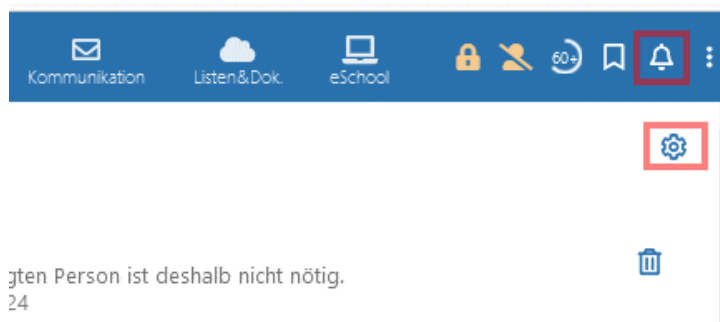 Kommunikation
Listen&Dok.
eSchool
60+
gten Person ist deshalb nicht nötig.
24